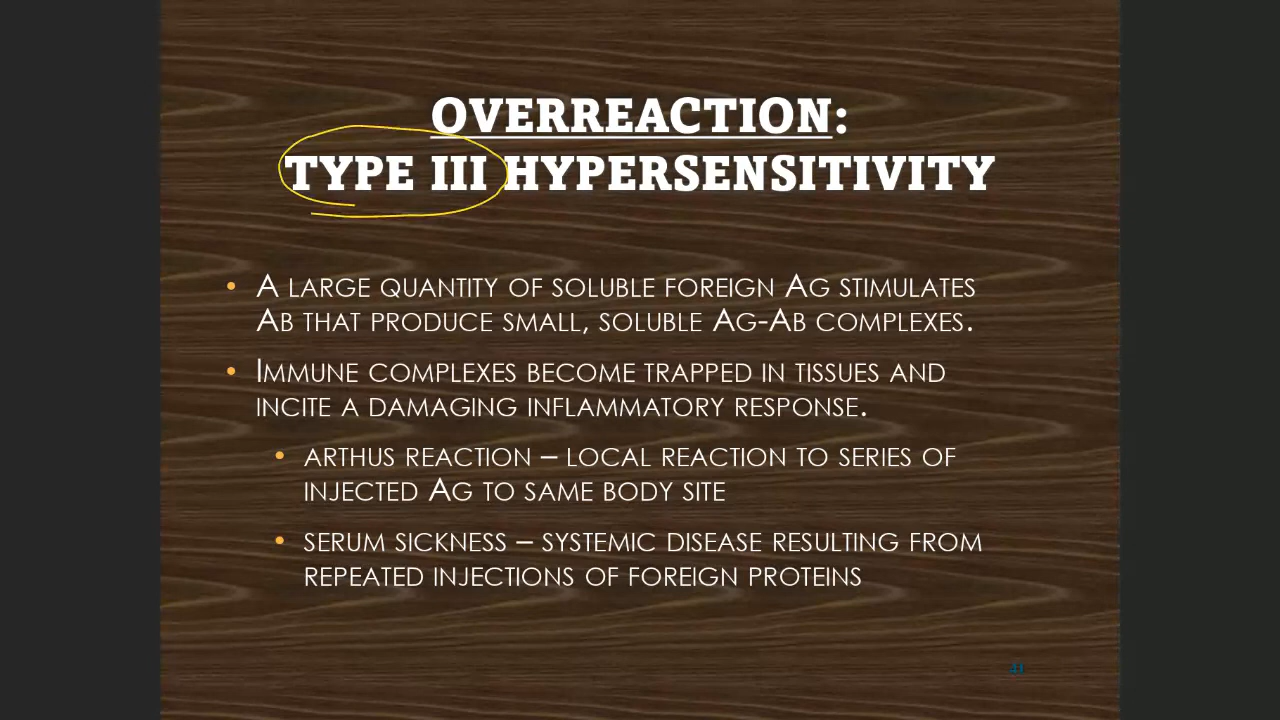 OVERREACTION:
TYPE III HYPERSENSITIVITY
• A LARGE QUANTITY OF SOLUBLE FOREIGN AG STIMULATES
AB THAT PRODUCE SMALL, SOLUBLE AG-AB COMPLEXES.
• IMMUNE COMPLEXES BECOME TRAPPED IN TISSUES AND
INCITE A DAMAGING INFLAMMATORY RESPONSE.
• ARTHUS REACTION – LOCAL REACTION TO SERIES OF
INJECTED AG TO SAME BODY SITE
• SERUM SICKNESS – SYSTEMIC DISEASE RESULTING FROM
REPEATED INJECTIONS OF FOREIGN PROTEINS
41